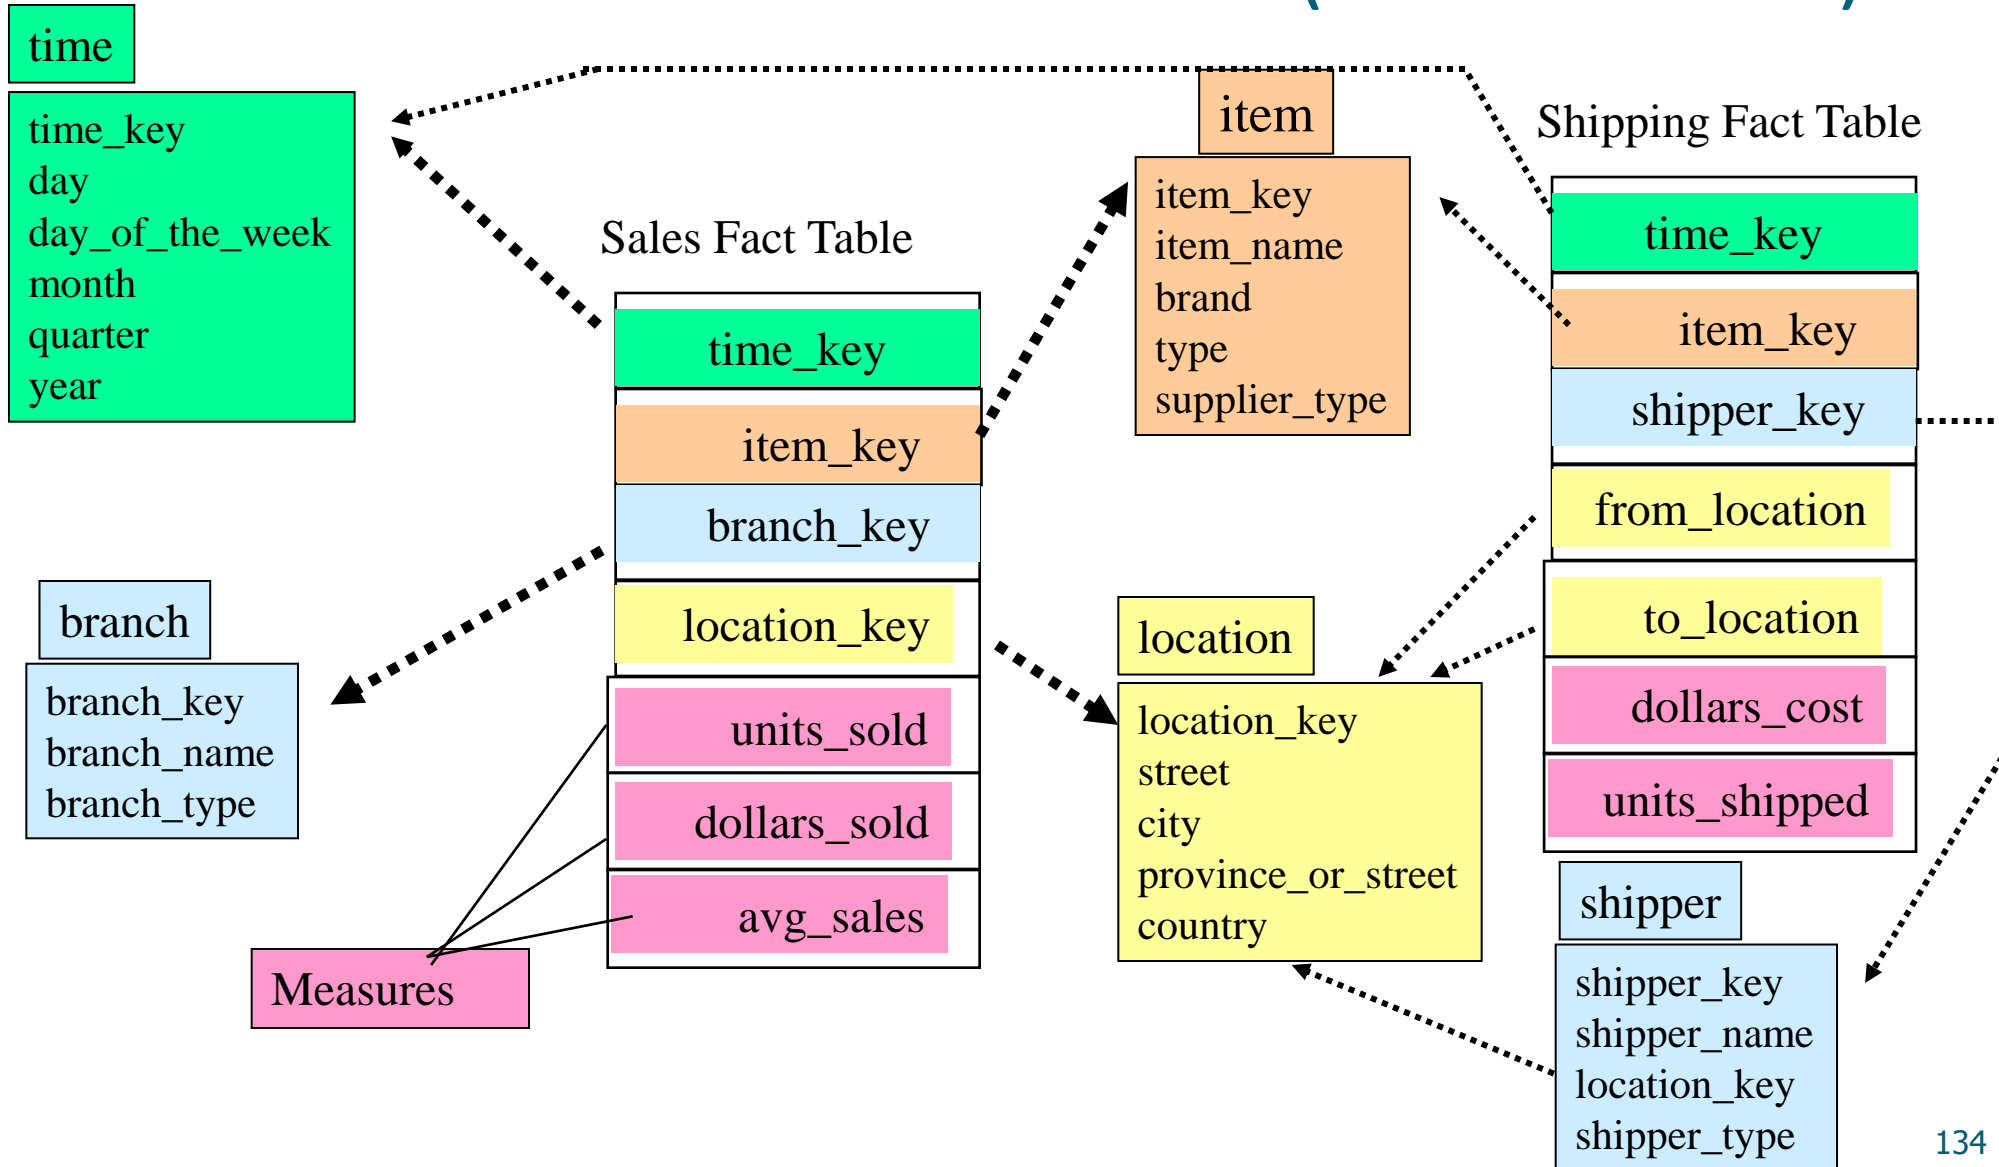 time
time_key
day
day_of_the_week
month
quarter
year
Sales Fact Table
time_key
item_key
branch_key
location_key
units_sold
dollars_sold
avg_sales
Measures
branch
branch_key
branch_name
branch_type
item
item_key
item_name
brand
type
supplier_type
location
location_key
street
city
province_or_street
country
Shipping Fact Table
time_key
item_key
shipper_key
from_location
to_location
dollars_cost
units_shipped
shipper
shipper_key
shipper_name
location_key
shipper_type
134